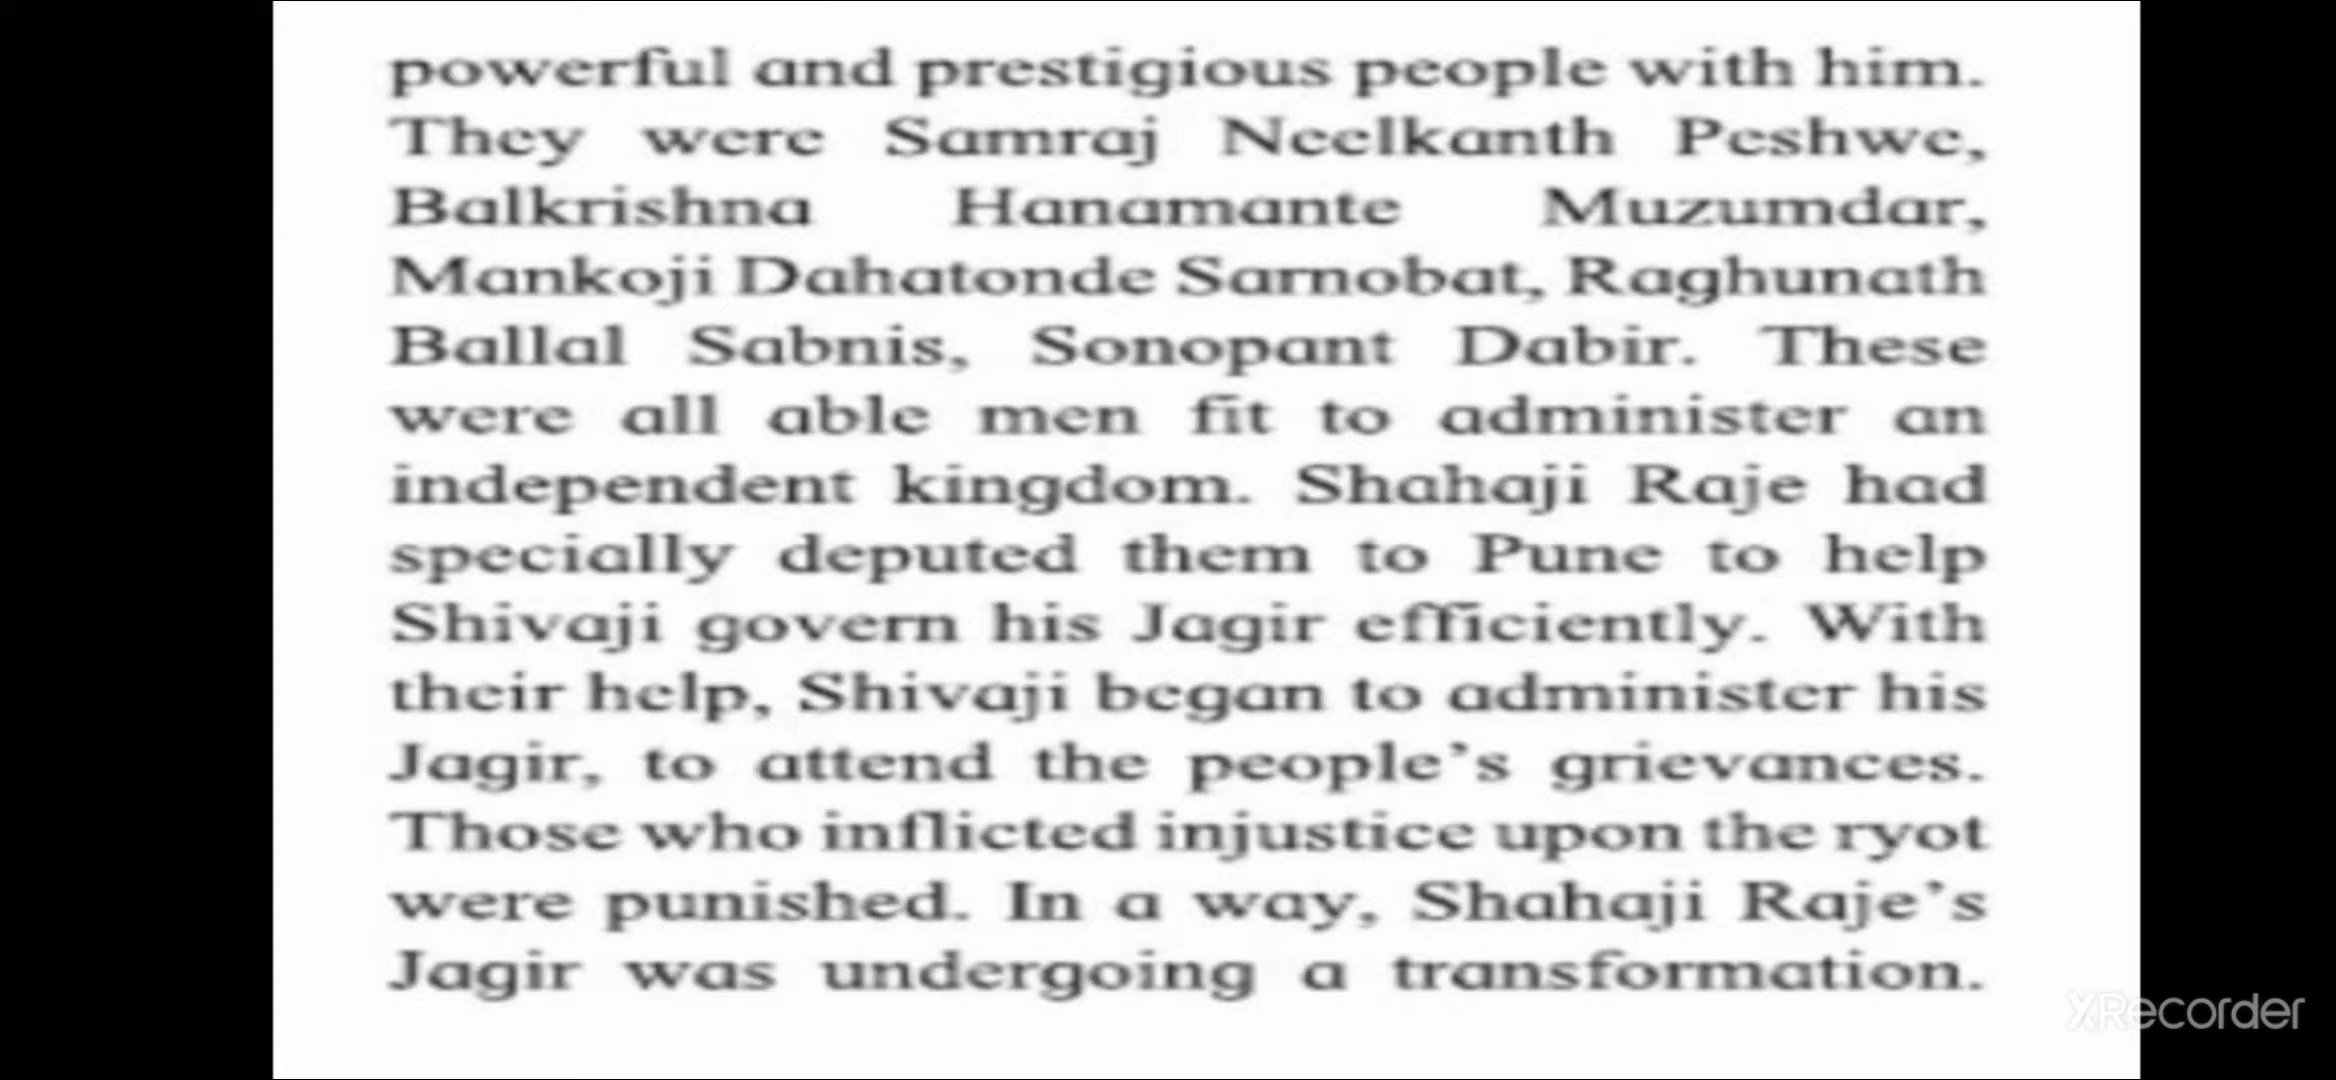 powerful and prestigious people with him.
They were Samraj Neelkanth Peshwe,
Balkrishna Hanamante Muzumdar,
Mankoji Dahatonde Sarnobat, Raghunath
Ballal Sabnis, Sonopant Dabir. These
were all able men fit to administer an
independent kingdom. Shahaji Raje had
specially deputed them to Pune to help
Shivaji govern his Jagir efficiently. With
their help, Shivaji began to administer his
Jagir, to attend the people's grievances.
Those who inflicted injustice upon the ryot
were punished. In a way, Shahaji Raje's
Jagir was undergoing a transformation.
XRecorder